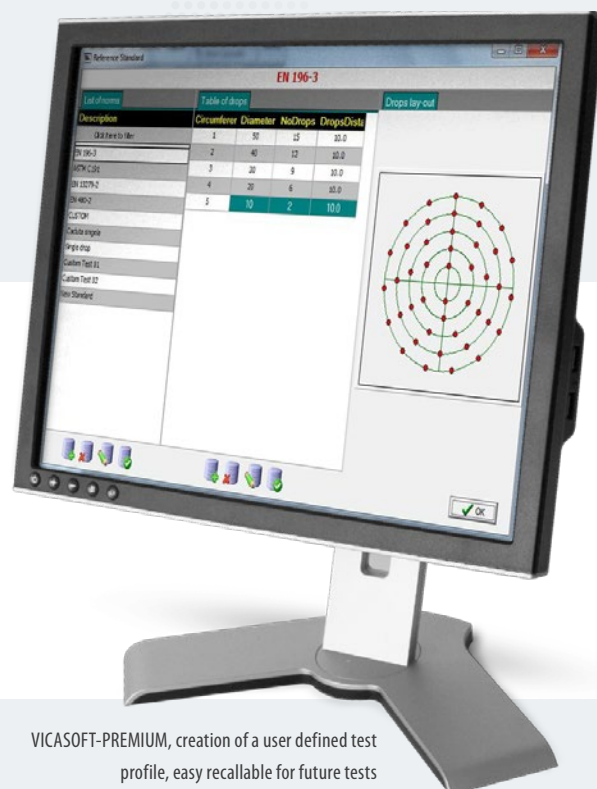 Reference Standard
EN 196-3
List of norms
Table of drops
Drops lay-out
Description
Circumferer Diameter NoDrops DropsDista
Click here to filter
1 50 15 10.0
EN 196-3
2 40 12 10.0
3 9 10.0
EN 13279-2
4 20 6 10.0
EN 480-2
5 10 2 10.0
CUSTOM
Single drop
Custom Test 01
Custom Test 02
New Standard
OK
VICASOFT-PREMIUM, creation of a user defined test
profile, easy recallable for future tests